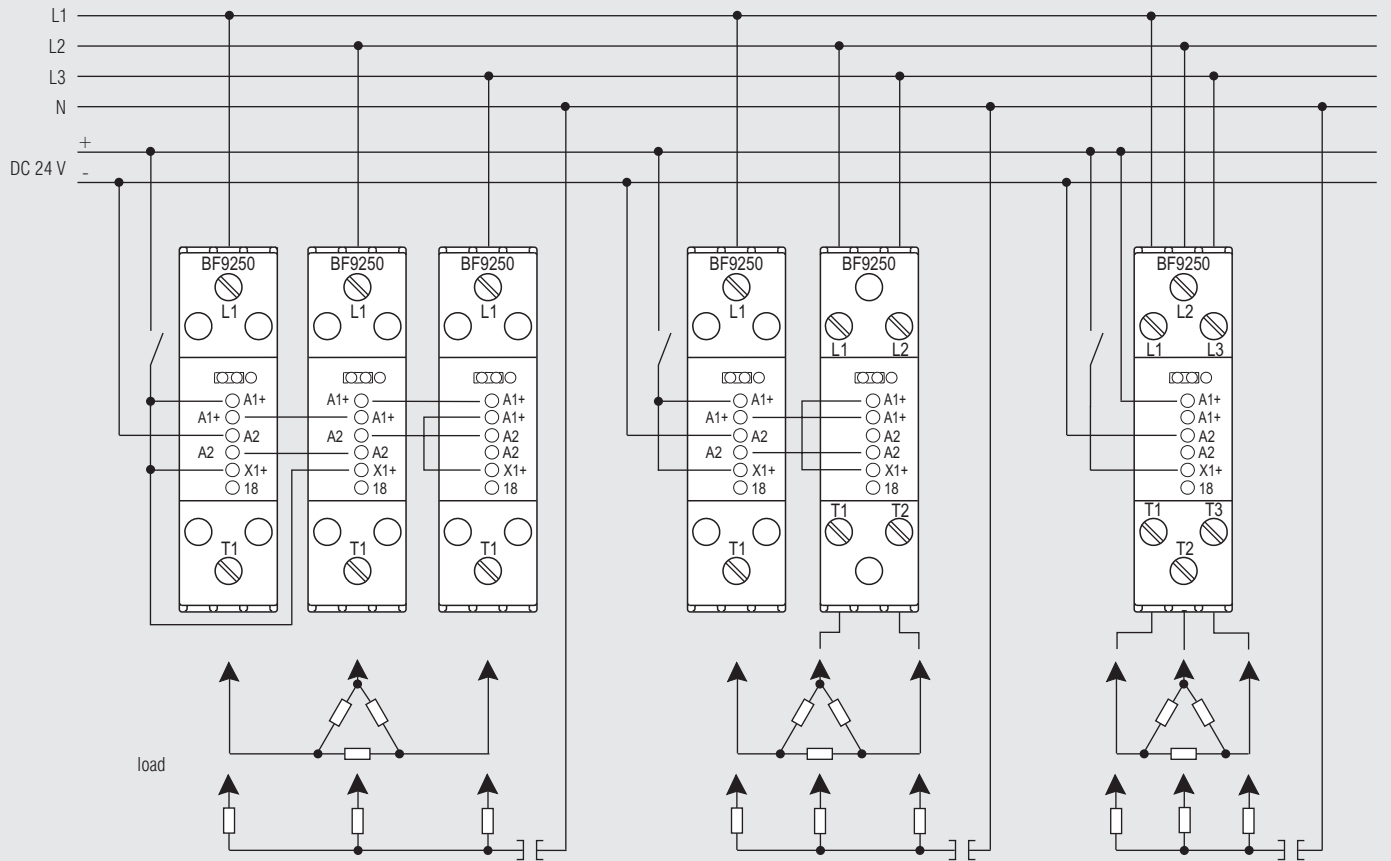 L1
L2
L3
N
+
DC 24 V
-
BF9250
L1
A1+
A1+
A2
A2
X1+
18
T1
BF9250
L1
A1+
A1+
A2
A2
X1+
18
T1
BF9250
L1
A1+
A1+
A2
A2
X1+
18
T1
BF9250
L1
A1+
A1+
A2
A2
X1+
18
T1
BF9250
L1 L2
A1+
A1+
A2
A2
X1+
18
T1 T2
BF9250
L2
L1 L3
A1+
A1+
A2
A2
X1+
18
T1 T3
T2
load